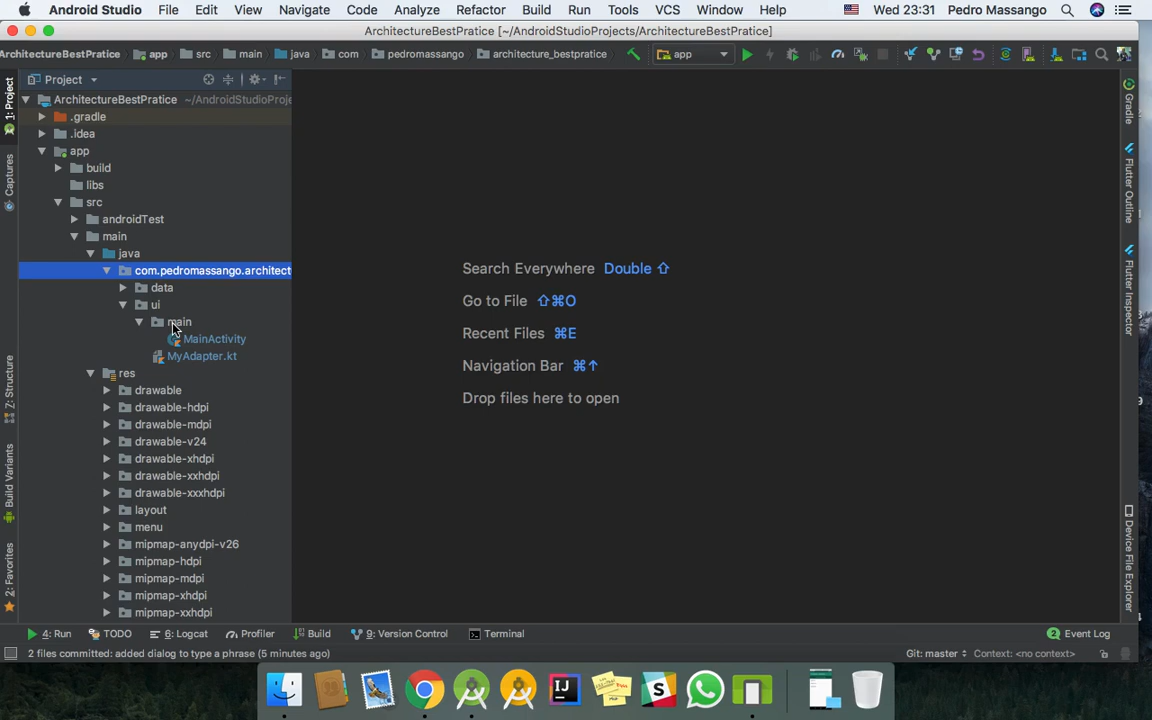 Android Studio File Edit View Navigate Code Analyze Refactor Build Run Tools VCS Window Help Wed 23:31 Pedro Massango
ArchitectureBestPratice [~/AndroidStudioProjects/ArchitectureBestPratice]
ArchitectureBestPratice app src main java com pedromassango architecture_bestpratice app
1: Project
Captures
Z: Structure
Build Variants
2: Favorites
Project
ArchitectureBestPratice ~/AndroidStudioProje
.gradle
.idea
app
build
libs
src
androidTest
main
java
com.pedromassango.architect
data
ui
main
MainActivity
MyAdapter.kt
res
drawable
drawable-hdpi
drawable-mdpi
drawable-v24
drawable-xhdpi
drawable-xxhdpi
drawable-xxxhdpi
layout
menu
mipmap-anydpi-v26
mipmap-hdpi
mipmap-mdpi
mipmap-xhdpi
mipmap-xxhdpi
Search Everywhere Double ⇧
Go to File ⇧⌘O
Recent Files ⌘E
Navigation Bar ⌘↑
Drop files here to open
Gradle
Flutter Outline
Flutter Inspector
Device File Explorer
4: Run TODO 6: Logcat Profiler Build 9: Version Control Terminal 2 Event Log
2 files committed: added dialog to type a phrase (5 minutes ago) Git: master Context: <no context>
IJ